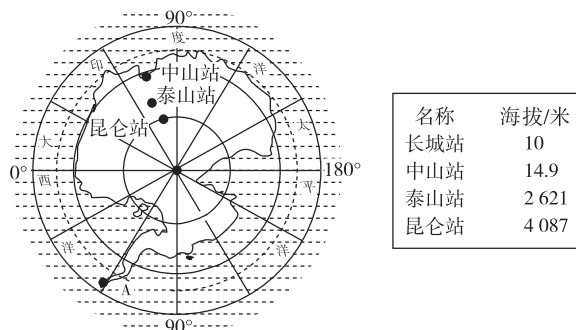 90°
度
印
洋
中山站
泰山站
昆仑站
大
太
0°
180°
西
平
洋
洋
A
90°
名称 海拔/米
长城站 10
中山站 14.9
泰山站 2 621
昆仑站 4 087